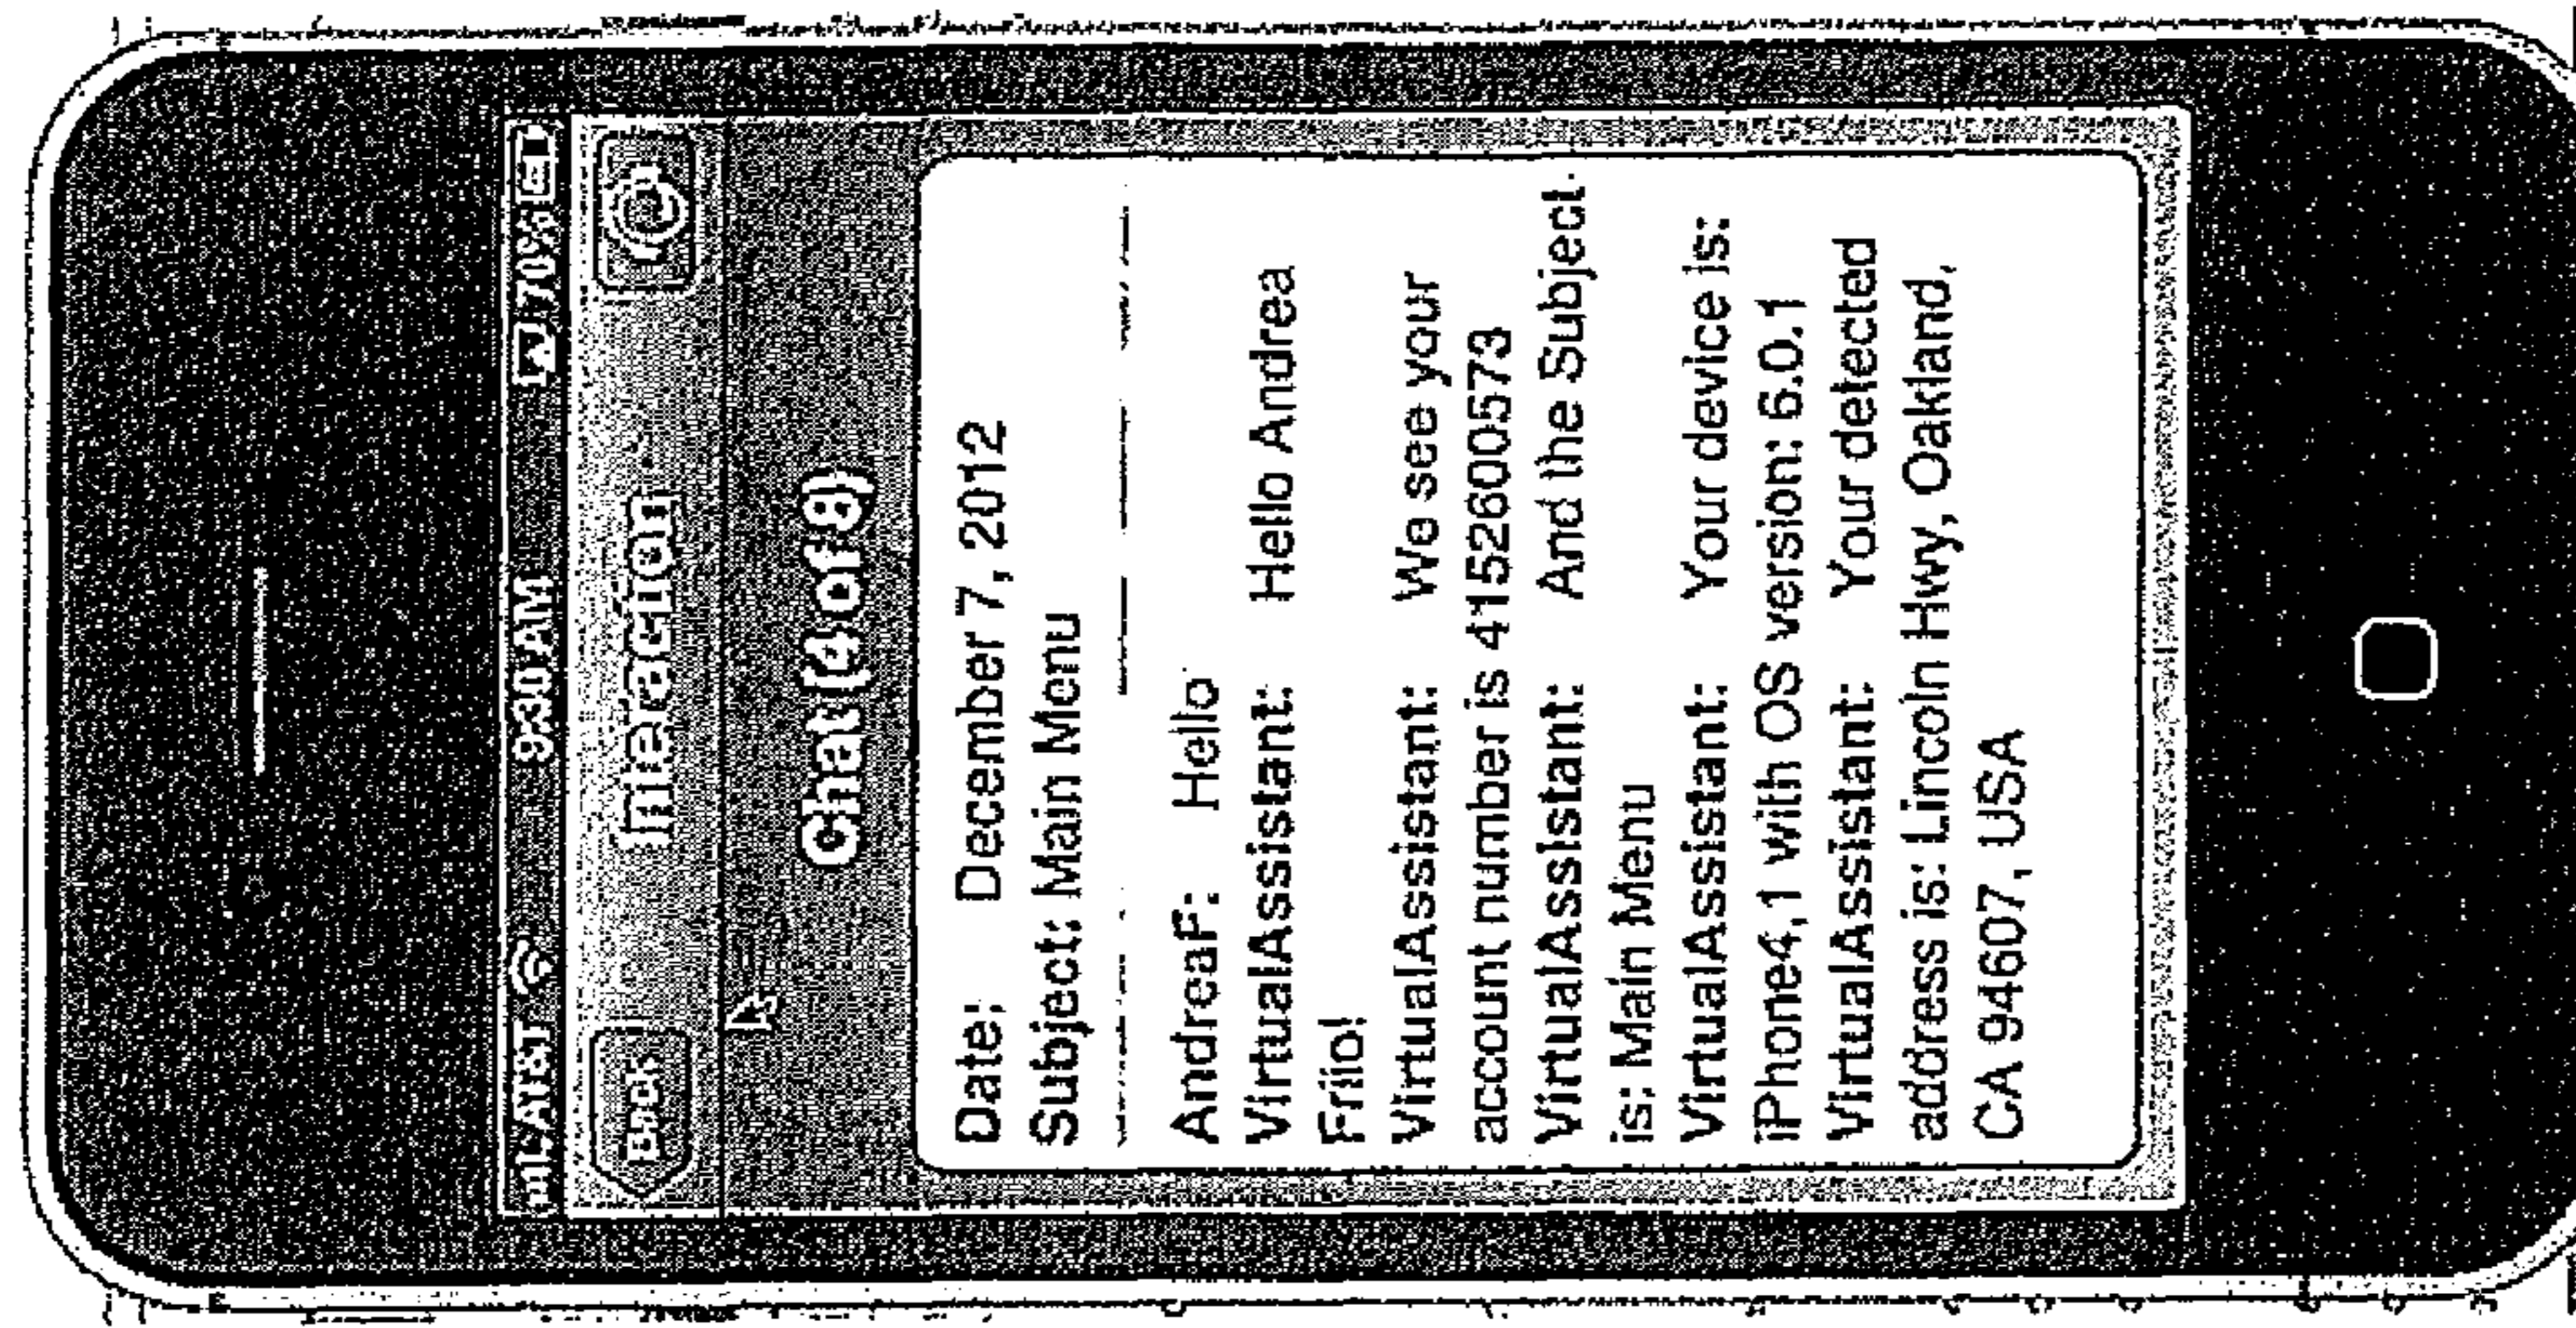 AT&T 9:30 AM 70%
Back Interaction
Chat (4 of 8)
Date: December 7, 2012
Subject: Main Menu
AndreaF: Hello
VirtualAssistant: Hello Andrea
Friio!
VirtualAssistant: We see your
account number is 4152600573
VirtualAssistant: And the Subject
is: Main Menu
VirtualAssistant: Your device is:
iPhone4,1 with OS version: 6.0.1
VirtualAssistant: Your detected
address is: Lincoln Hwy, Oakland,
CA 94607, USA